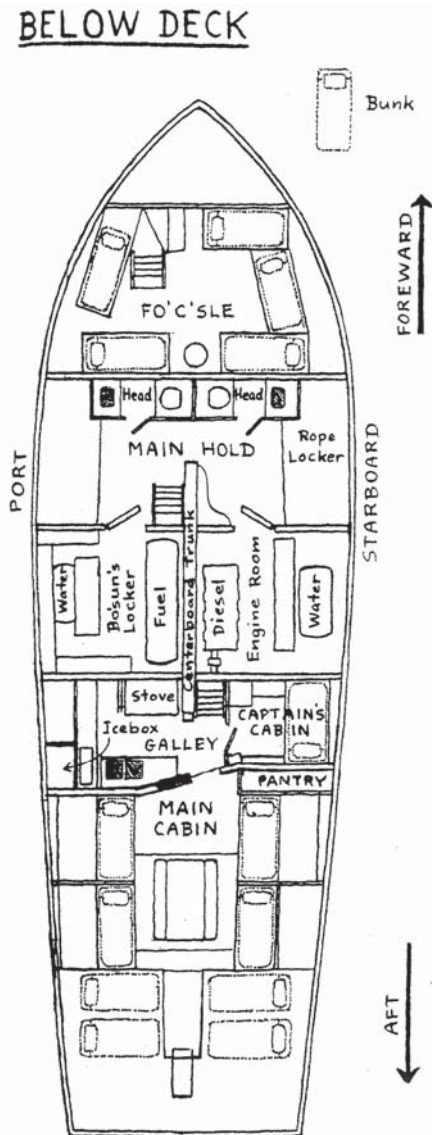 BELOW DECK
Bunk
FOREWARD
FO'C'SLE
Head
Head
MAIN HOLD
Rope
Locker
PORT
STARBOARD
Water
Bo'sun's
Locker
Fuel
Centerboard Trunk
Diesel
Engine Room
Water
Stove
Icebox
GALLEY
CAPTAIN'S
CABIN
PANTRY
MAIN
CABIN
AFT